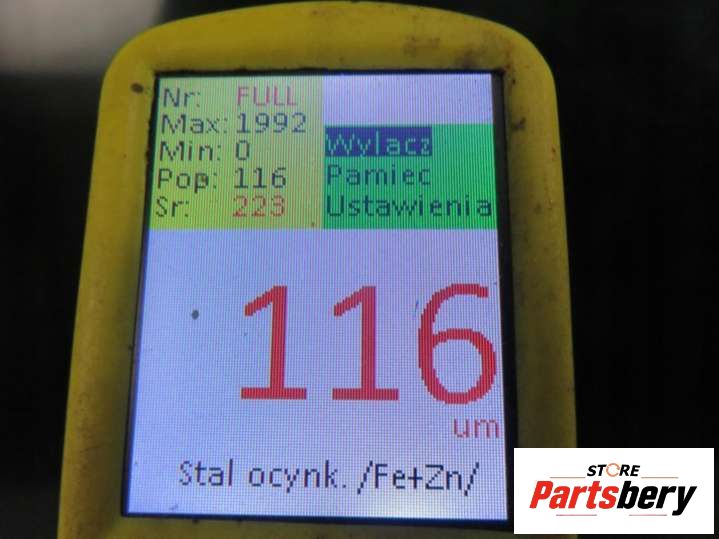 Nr: FULL
Max: 1992
Min: 0
Pop: 116
Sr: 223
Wylacz
Pamiec
Ustawienia
116
um
Stal ocynk. /Fe+Zn/
STORE
Partsbery